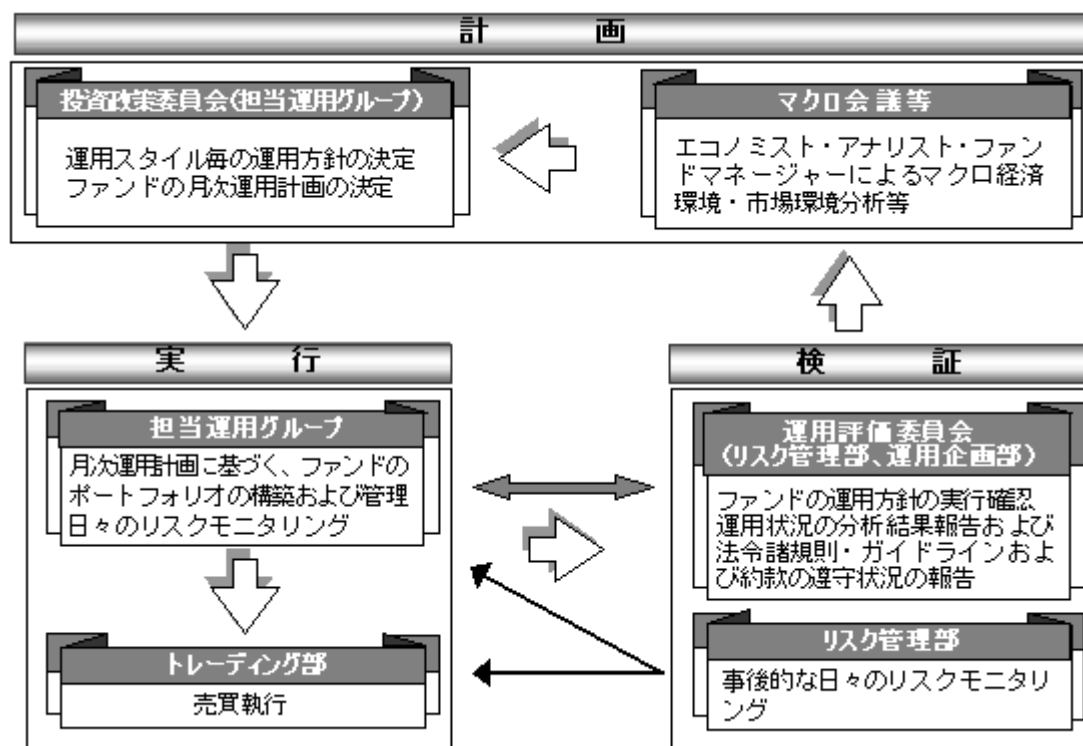 計画
投資政策委員会(担当運用グループ)
運用スタイル毎の運用方針の決定
ファンドの月次運用計画の決定
マクロ会議等
エコノミスト・アナリスト・ファン
ドマネージャーによるマクロ経済
環境・市場環境分析等
実行
担当運用グループ
月次運用計画に基づく、ファンドの
ポートフォリオの構築および管理
日々のリスクモニタリング
トレーディング部
売買執行
検証
運用評価委員会
(リスク管理部、運用企画部)
ファンドの運用方針の実行確認
運用状況の分析結果報告および
法令諸規則・ガイドラインおよ
び約款の遵守状況の報告
リスク管理部
事後的な日々のリスクモニタリ
ング